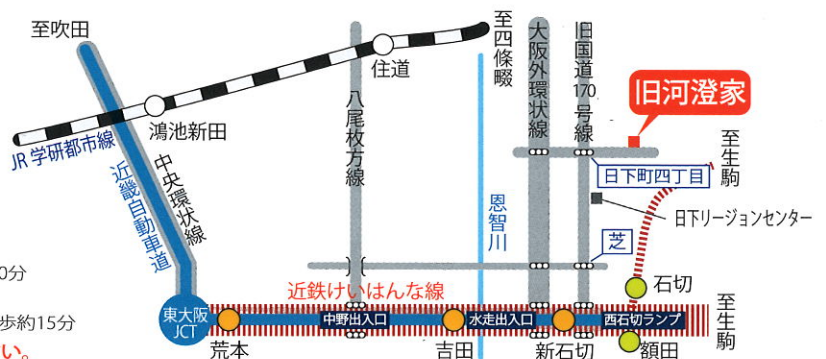 至吹田
至四條畷
住道
鴻池新田
JR学研都市線
近畿自動車道
中央環状線
八尾枚方線
恩智川
大阪外環状線
旧国道170号線
旧河澄家
至生駒
日下町四丁目
日下リージョンセンター
芝
石切
0分
歩約15分
い。
近鉄けいはんな線
東大阪
JCT
中野出入口
水走出入口
西石切ランプ
至生駒
荒本
吉田
新石切
額田